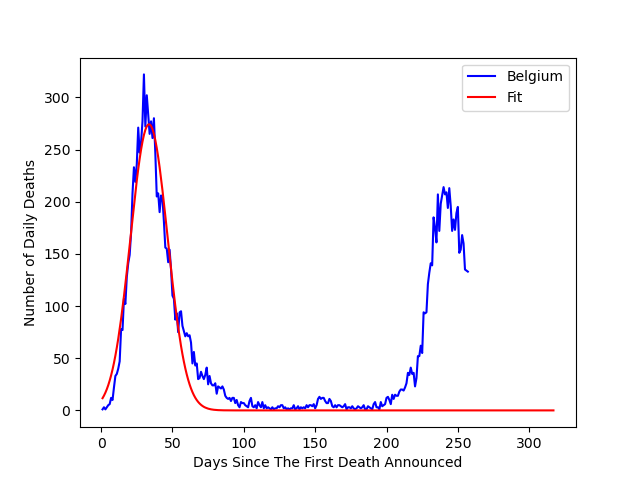 Belgium
Fit
300
250
200
150
100
50
0
Number of Daily Deaths
0 50 100 150 200 250 300
Days Since The First Death Announced